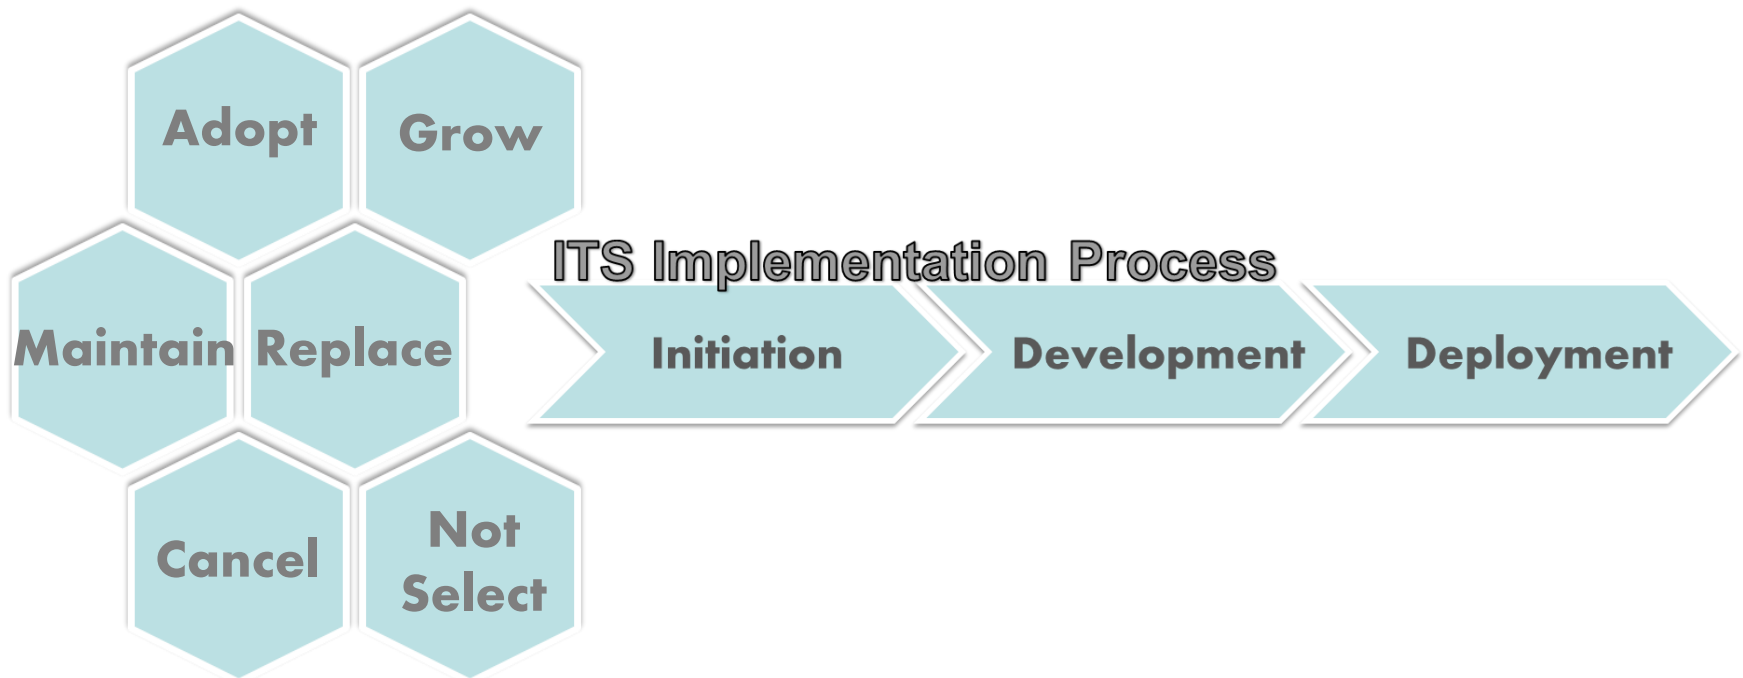 Adopt
Grow
Maintain
Replace
Cancel
Not
Select
ITS Implementation Process
Initiation
Development
Deployment